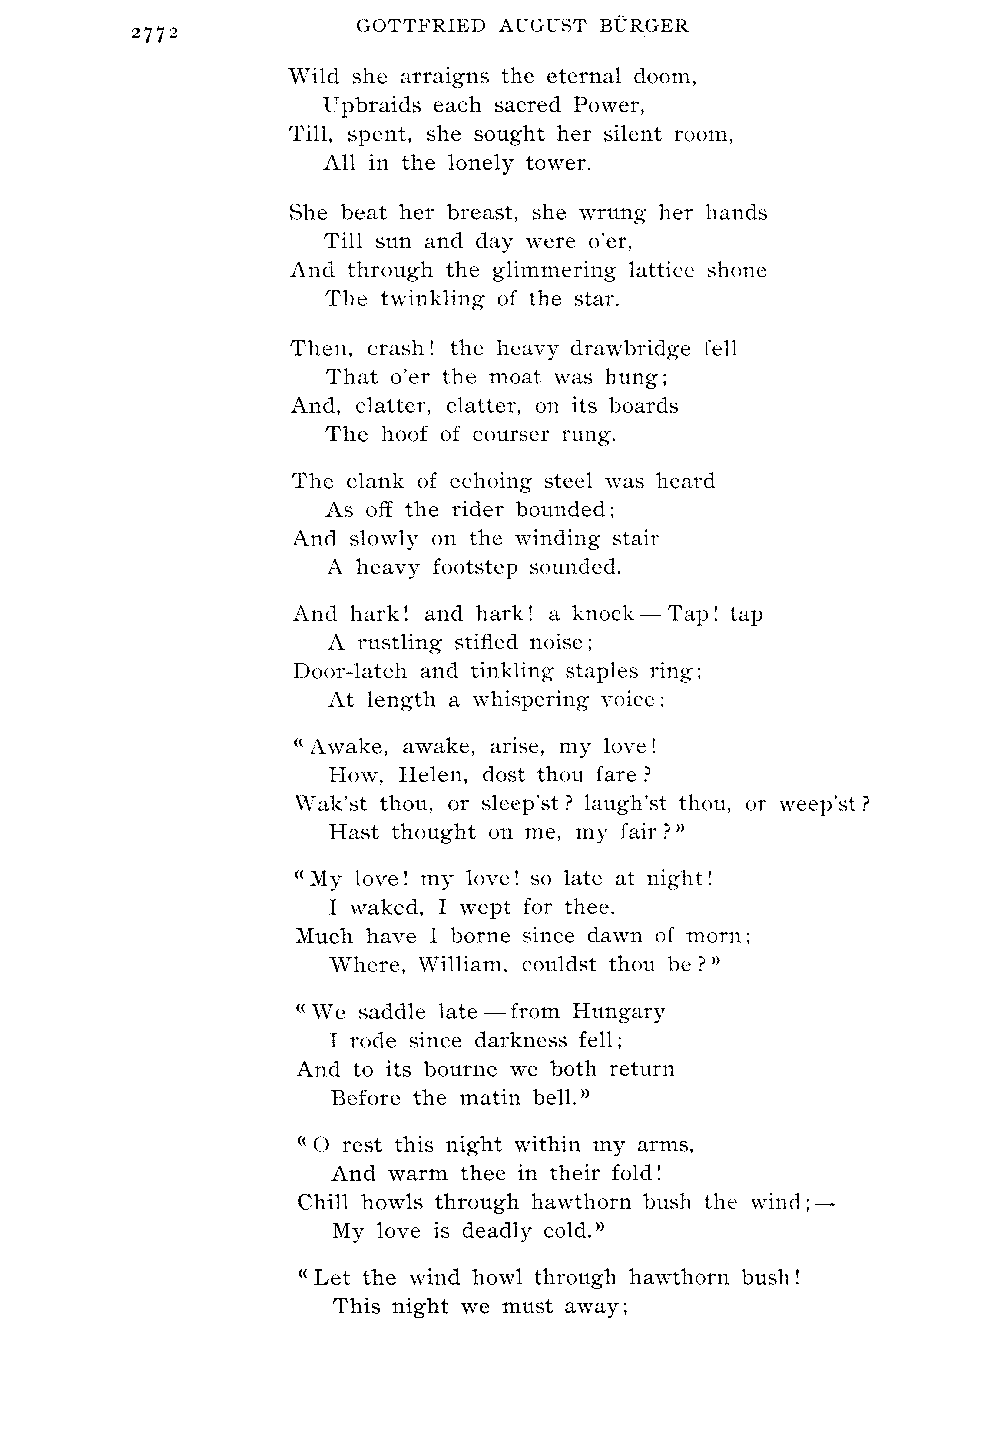 2772
GOTTFRIED AUGUST BÜRGER
Wild she arraigns the eternal doom,
Upbraids each sacred Power,
Till, spent, she sought her silent room,
All in the lonely tower.
She beat her breast, she wrung her hands
Till sun and day were o'er,
And through the glimmering lattice shone
The twinkling of the star.
Then, crash! the heavy drawbridge fell
That o'er the moat was hung;
And, clatter, clatter, on its boards
The hoof of courser rung.
The clank of echoing steel was heard
As off the rider bounded;
And slowly on the winding stair
A heavy footstep sounded.
And hark! and hark! a knock — Tap! tap
A rustling stifled noise;
Door-latch and tinkling staples ring;
At length a whispering voice:
"Awake, awake, arise, my love!
How, Helen, dost thou fare?
Wak'st thou, or sleep'st? laugh'st thou, or weep'st?
Hast thought on me, my fair?"
"My love! my love! so late at night!
I waked, I wept for thee.
Much have I borne since dawn of morn;
Where, William, couldst thou be?"
"We saddle late — from Hungary
I rode since darkness fell;
And to its bourne we both return
Before the matin bell."
"O rest this night within my arms,
And warm thee in their fold!
Chill howls through hawthorn bush the wind; —
My love is deadly cold."
"Let the wind howl through hawthorn bush!
This night we must away;